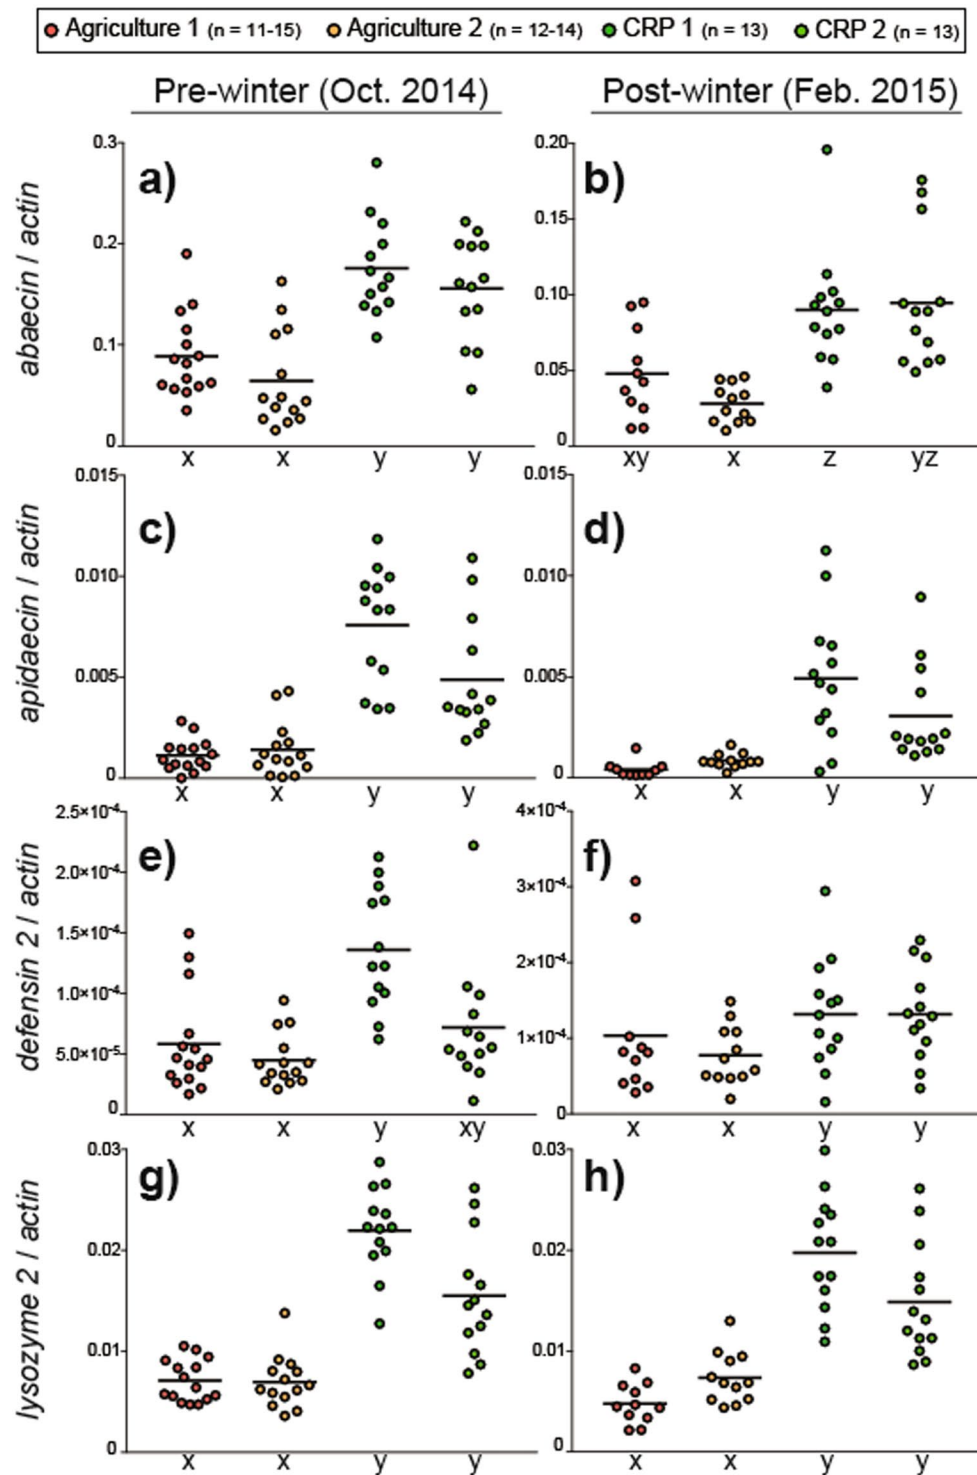 Agriculture 1 (n = 11-15) Agriculture 2 (n = 12-14) CRP 1 (n = 13) CRP 2 (n = 13)
Pre-winter (Oct. 2014) Post-winter (Feb. 2015)
abaecin / actin
a)
0.3
0.2
0.1
0
x x y y
b)
0.20
0.15
0.10
0.05
0
xy x z yz
apidaecin / actin
c)
0.015
0.010
0.005
0
x x y y
d)
0.015
0.010
0.005
0
x x y y
defensin 2 / actin
e)
2.5×10⁻⁴
2.0×10⁻⁴
1.5×10⁻⁴
1.0×10⁻⁴
5.0×10⁻⁵
0
x x y xy
f)
4×10⁻⁴
3×10⁻⁴
2×10⁻⁴
1×10⁻⁴
0
x x y y
lysozyme 2 / actin
g)
0.03
0.02
0.01
0
x x y y
h)
0.03
0.02
0.01
0
x x y y